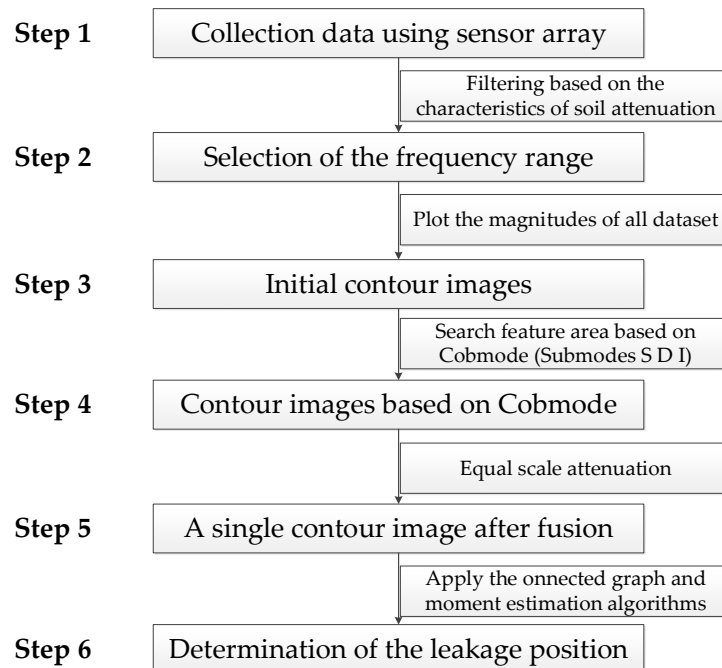 Step 1
Collection data using sensor array
Filtering based on the
characteristics of soil attenuation
Step 2
Selection of the frequency range
Plot the magnitudes of all dataset
Step 3
Initial contour images
Search feature area based on
Cobmode (Submodes S D I)
Step 4
Contour images based on Cobmode
Equal scale attenuation
Step 5
A single contour image after fusion
Apply the onnected graph and
moment estimation algorithms
Step 6
Determination of the leakage position